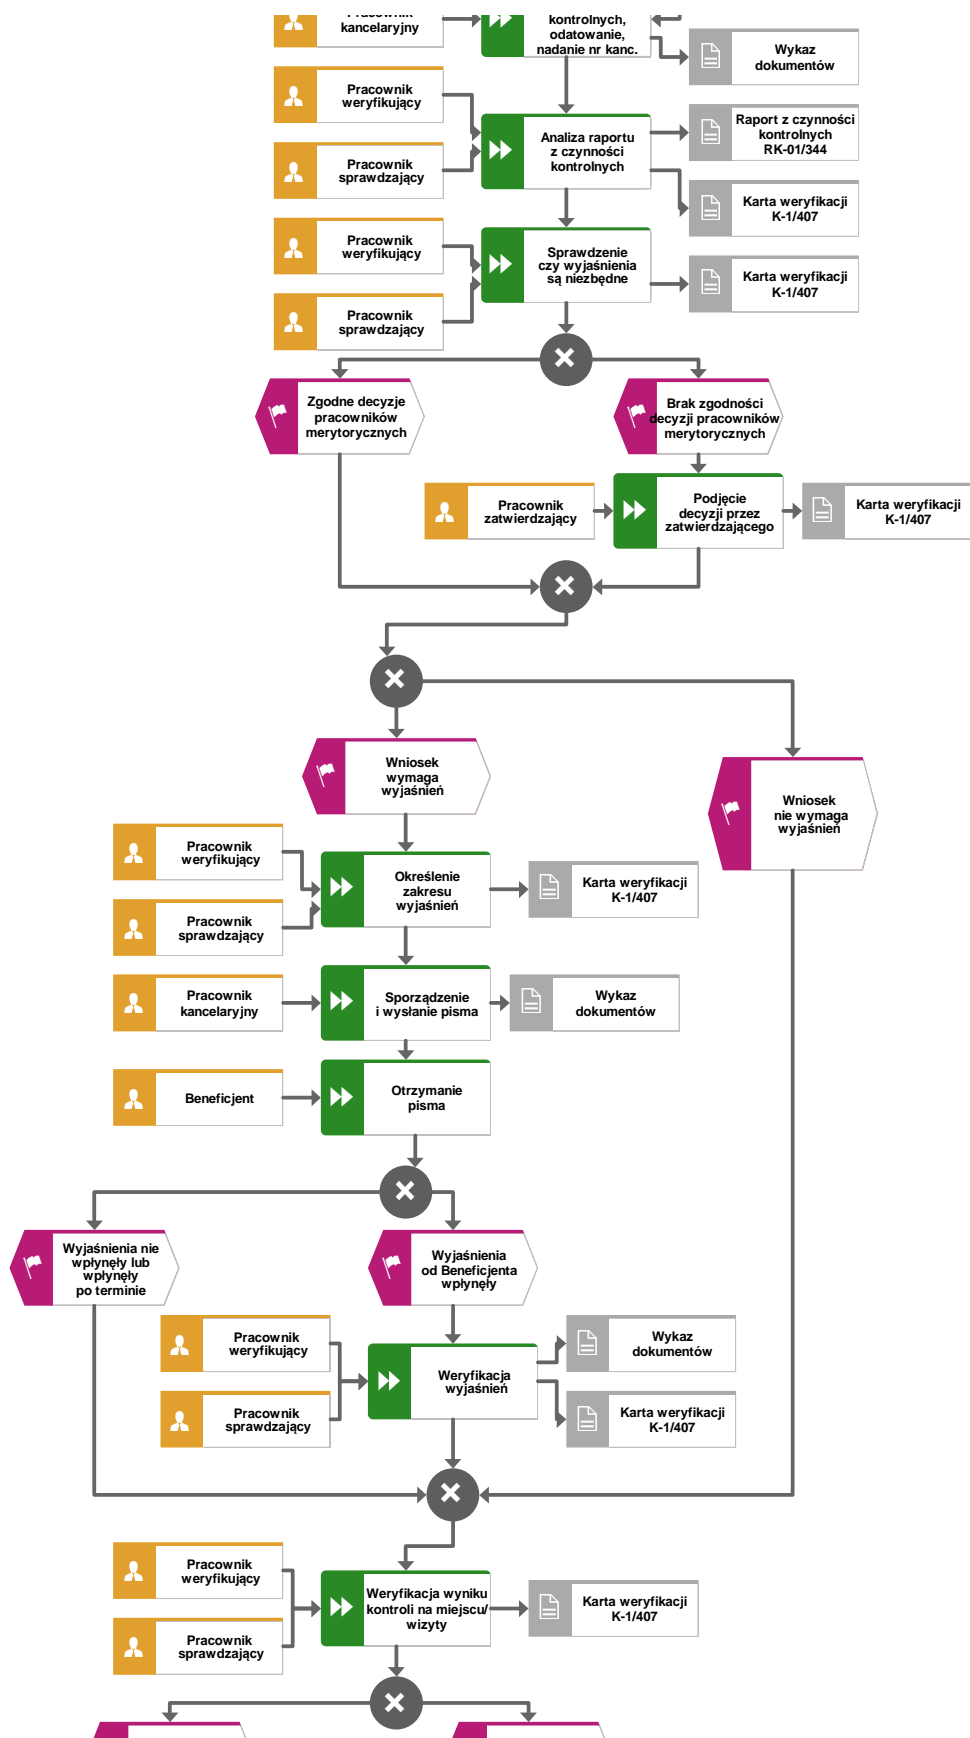 Pracownik
kancelaryjny
kontrolnych,
odatowanie,
nadanie nr kanc.
Wykaz
dokumentów
Pracownik
weryfikujący
Pracownik
sprawdzający
Analiza raportu
z czynności
kontrolnych
Raport z czynności
kontrolnych
RK-01/344
Karta weryfikacji
K-1/407
Pracownik
weryfikujący
Pracownik
sprawdzający
Sprawdzenie
czy wyjaśnienia
są niezbędne
Karta weryfikacji
K-1/407
Zgodne decyzje
pracowników
merytorycznych
Brak zgodności
decyzji pracowników
merytorycznych
Pracownik
zatwierdzający
Podjęcie
decyzji przez
zatwierdzającego
Karta weryfikacji
K-1/407
Wniosek
wymaga
wyjaśnień
Wniosek
nie wymaga
wyjaśnień
Pracownik
weryfikujący
Pracownik
sprawdzający
Określenie
zakresu
wyjaśnień
Karta weryfikacji
K-1/407
Pracownik
kancelaryjny
Sporządzenie
i wysłanie pisma
Wykaz
dokumentów
Beneficjent
Otrzymanie
pisma
Wyjaśnienia nie
wpłynęły lub
wpłynęły
po terminie
Wyjaśnienia
od Beneficjenta
wpłynęły
Pracownik
weryfikujący
Pracownik
sprawdzający
Weryfikacja
wyjaśnień
Wykaz
dokumentów
Karta weryfikacji
K-1/407
Pracownik
weryfikujący
Pracownik
sprawdzający
Weryfikacja wyniku
kontroli na miejscu/
wizyty
Karta weryfikacji
K-1/407